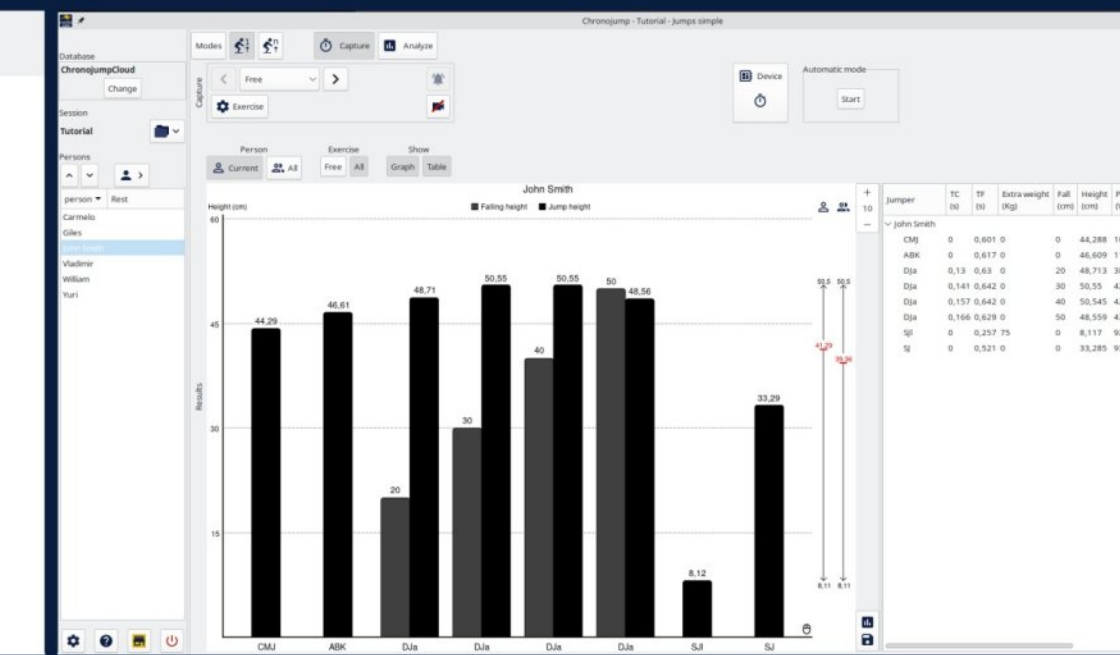 Chronojump - Tutorial - Jumps simple
Database
ChronojumpCloud
Change
Session
Tutorial
Persons
person Rest
Carmelo
Giles
John Smith
Vladimir
William
Yuri
Modes
Capture
Analyze
Capture
Free
Exercise
Device
Automatic mode
Start
Person Exercise Show
Current All Free All Graph Table
John Smith
Height (cm)
Falling height Jump height
Results
60
45
30
15
44,29
46,61
20
48,71
30
50,55
40
50,55
50
48,56
8,12
33,29
CMJ ABK DJa DJa DJa DJa SJl SJ
50,5 50,5
41,29
39,36
8,11 8,11
+
10
−
Jumper TC (s) TF (s) Extra weight (Kg) Fall (cm) Height (cm)
John Smith
CMJ 0 0,601 0 0 44,288
ABK 0 0,617 0 0 46,609
DJa 0,13 0,63 0 20 48,713
DJa 0,141 0,642 0 30 50,55
DJa 0,157 0,642 0 40 50,545
DJa 0,166 0,629 0 50 48,559
SJl 0 0,257 75 0 8,117
SJ 0 0,521 0 0 33,285